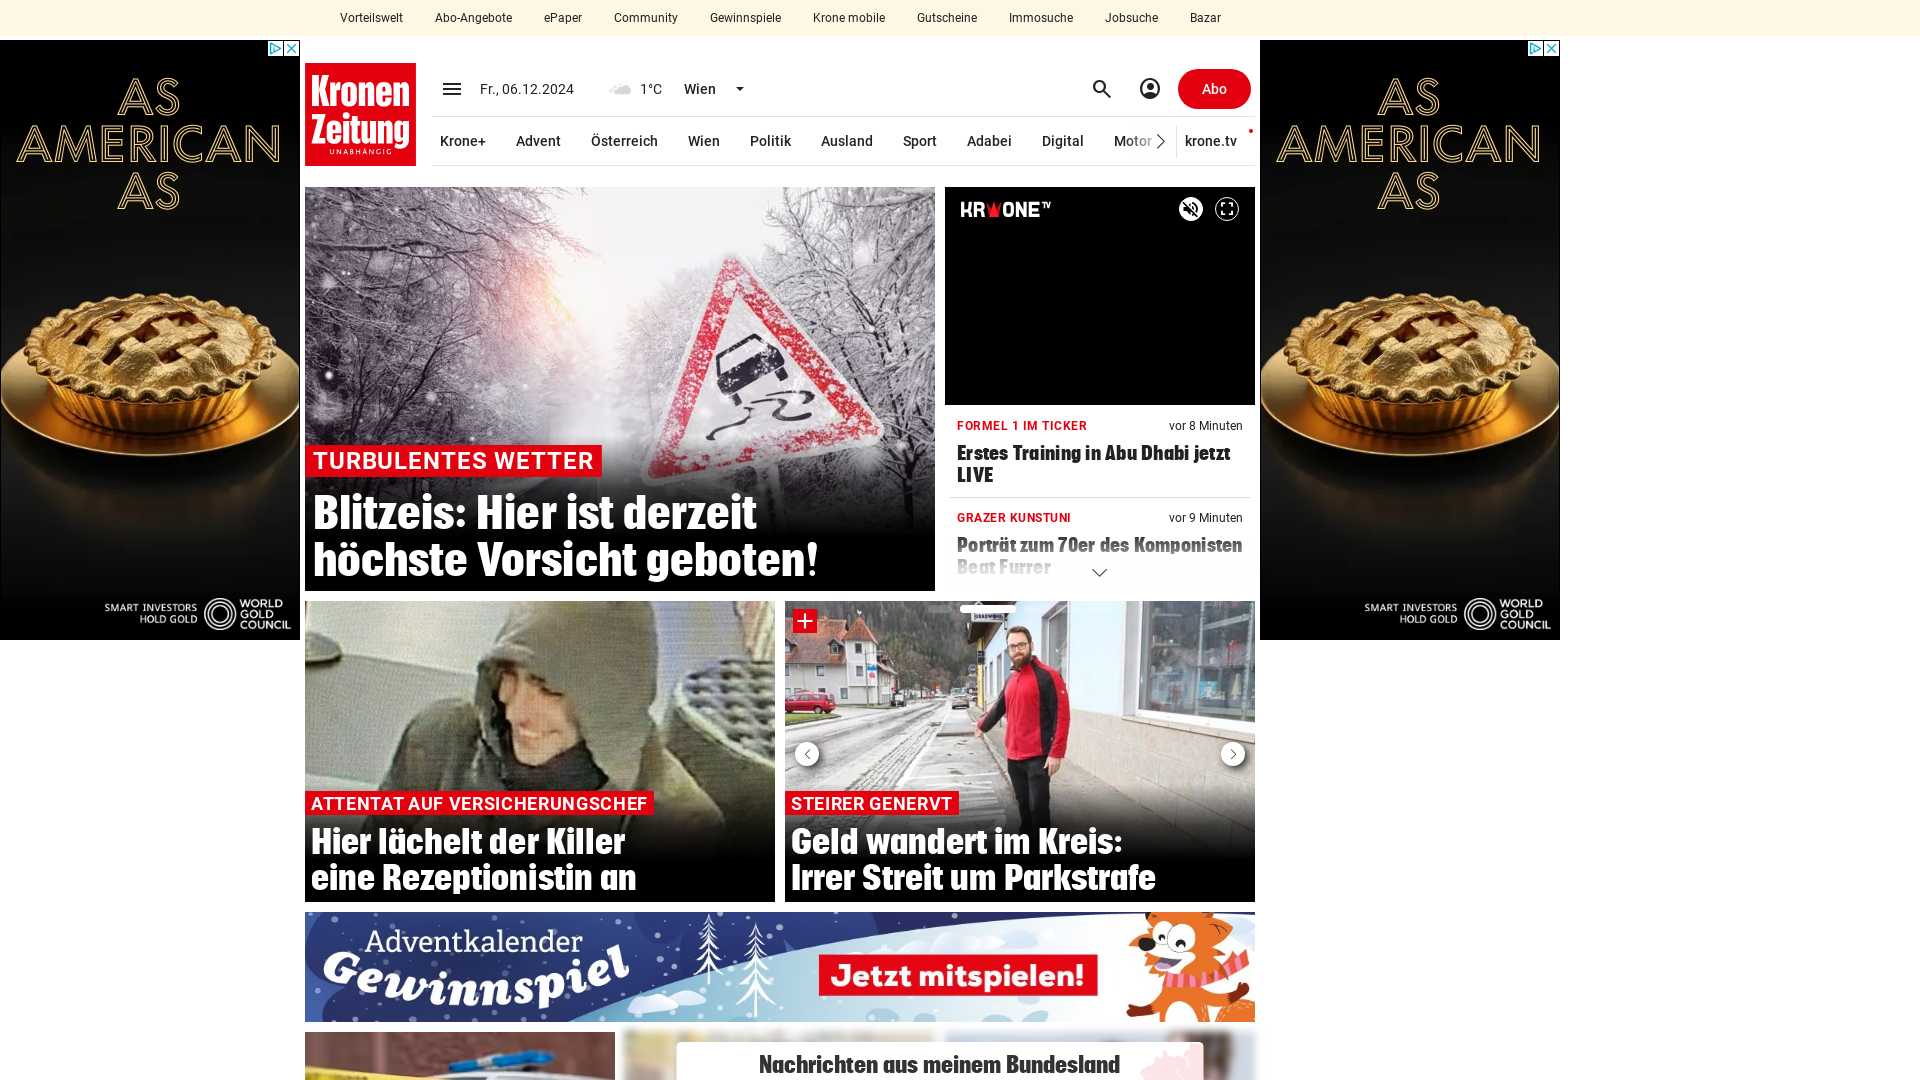 Vorteilswelt
Abo-Angebote
ePaper
Community
Gewinnspiele
Krone mobile
Gutscheine
Immosuche
Jobsuche
Bazar
AS
AMERICAN
AS
SMART INVESTORS
HOLD GOLD
WORLD
GOLD
COUNCIL
Kronen
Zeitung
UNABHÄNGIG
Fr., 06.12.2024
1°C
Wien
Abo
Krone+
Advent
Österreich
Wien
Politik
Ausland
Sport
Adabei
Digital
Motor
krone.tv
TURBULENTES WETTER
Blitzeis: Hier ist derzeit
höchste Vorsicht geboten!
KRONE TV
FORMEL 1 IM TICKER
vor 8 Minuten
Erstes Training in Abu Dhabi jetzt
LIVE
GRAZER KUNSTUNI
vor 9 Minuten
Porträt zum 70er des Komponisten
Beat Furrer
AS
AMERICAN
AS
SMART INVESTORS
HOLD GOLD
WORLD
GOLD
COUNCIL
ATTENTAT AUF VERSICHERUNGSCHEF
Hier lächelt der Killer
eine Rezeptionistin an
STEIRER GENERVT
Geld wandert im Kreis:
Irrer Streit um Parkstrafe
Adventkalender
Gewinnspiel
Jetzt mitspielen!
Nachrichten aus meinem Bundesland